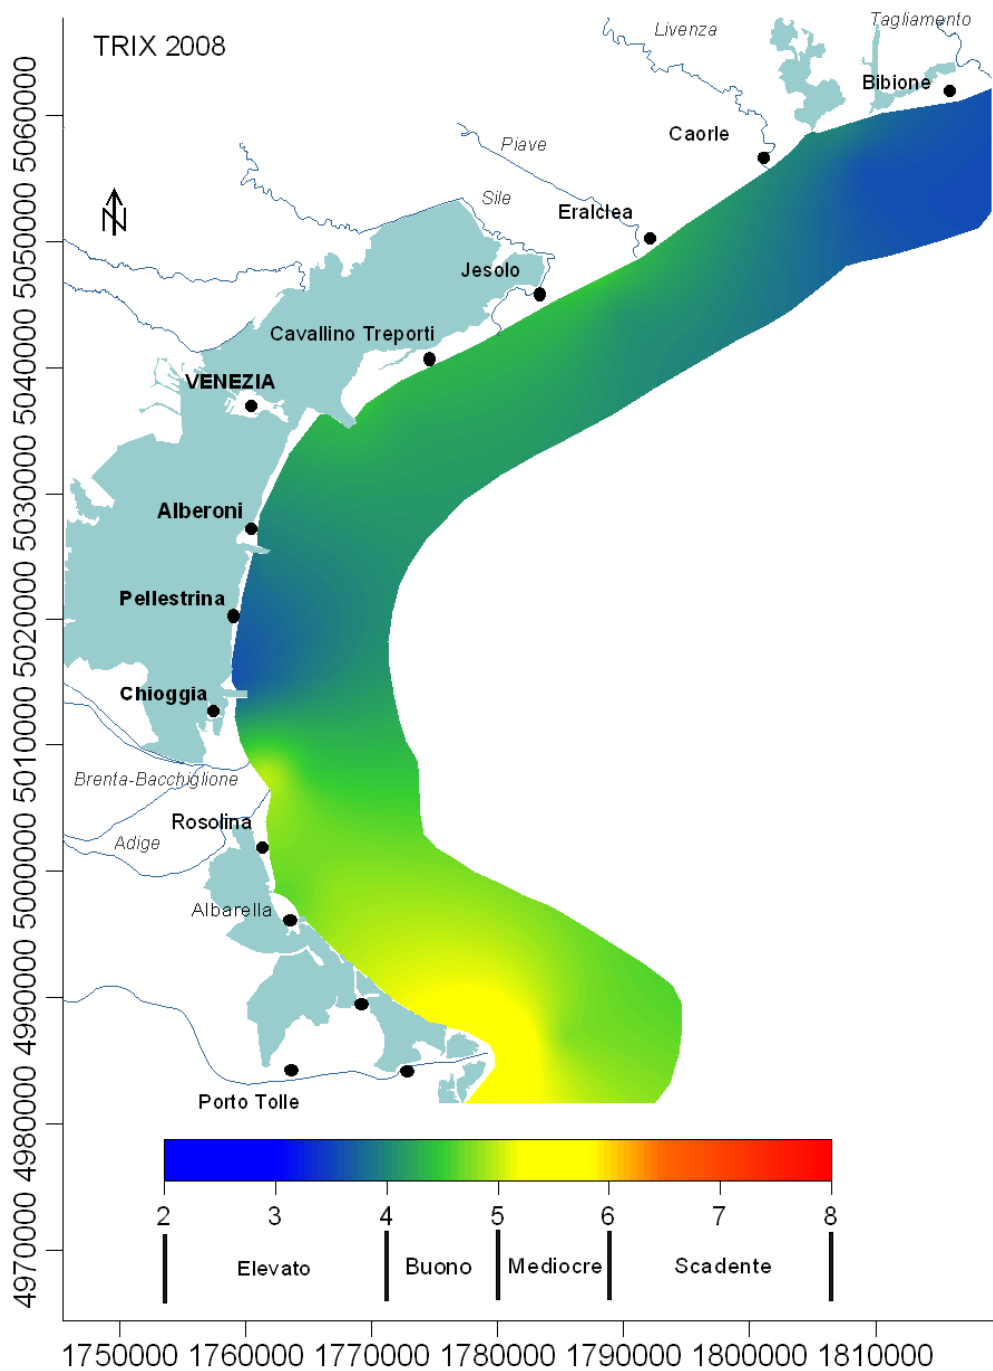 TRIX 2008
Tagliamento
Livenza
Bibione
Caorle
Piave
Sile
Eralclea
Jesolo
Cavallino Treporti
VENEZIA
Alberoni
Pellestrina
Chioggia
Brenta-Bacchiglione
Rosolina
Adige
Albarella
Porto Tolle
N
5060000
5050000
5040000
5030000
5020000
5010000
5000000
4990000
4980000
4970000
2 3 4 5 6 7 8
Elevato Buono Mediocre Scadente
1750000 1760000 1770000 1780000 1790000 1800000 1810000